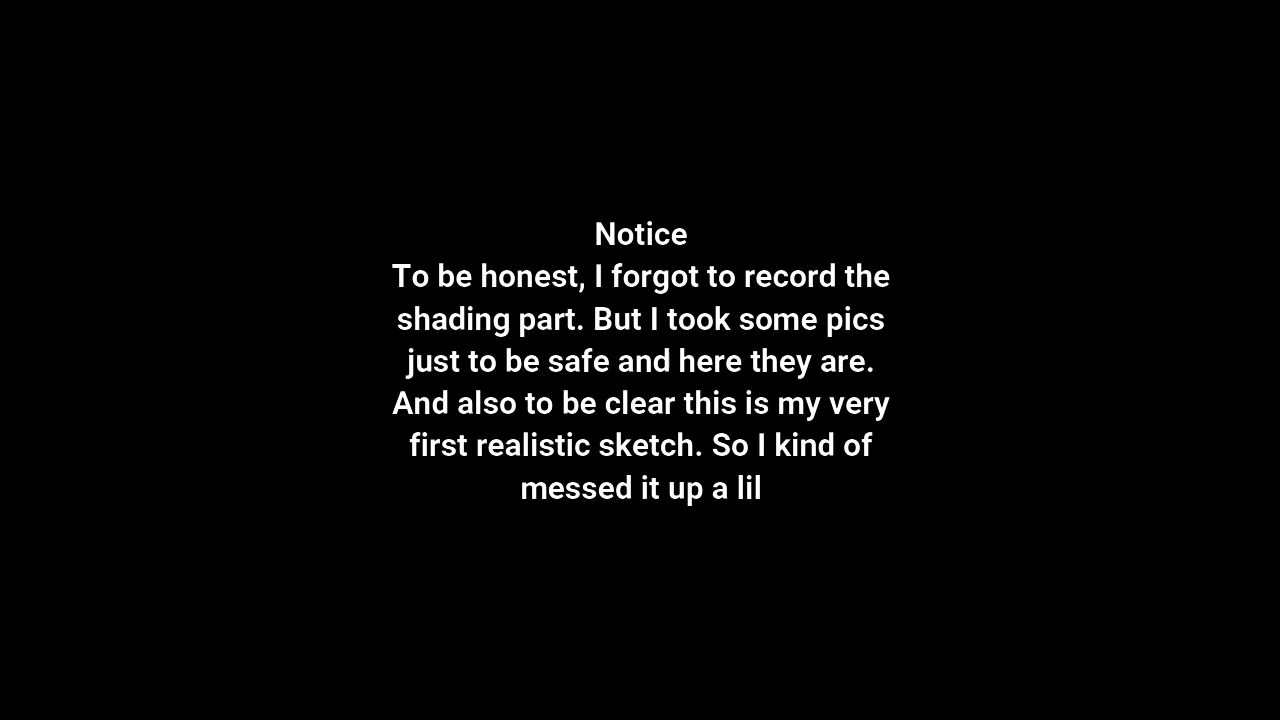 Notice
To be honest, I forgot to record the
shading part. But I took some pics
just to be safe and here they are.
And also to be clear this is my very
first realistic sketch. So I kind of
messed it up a lil